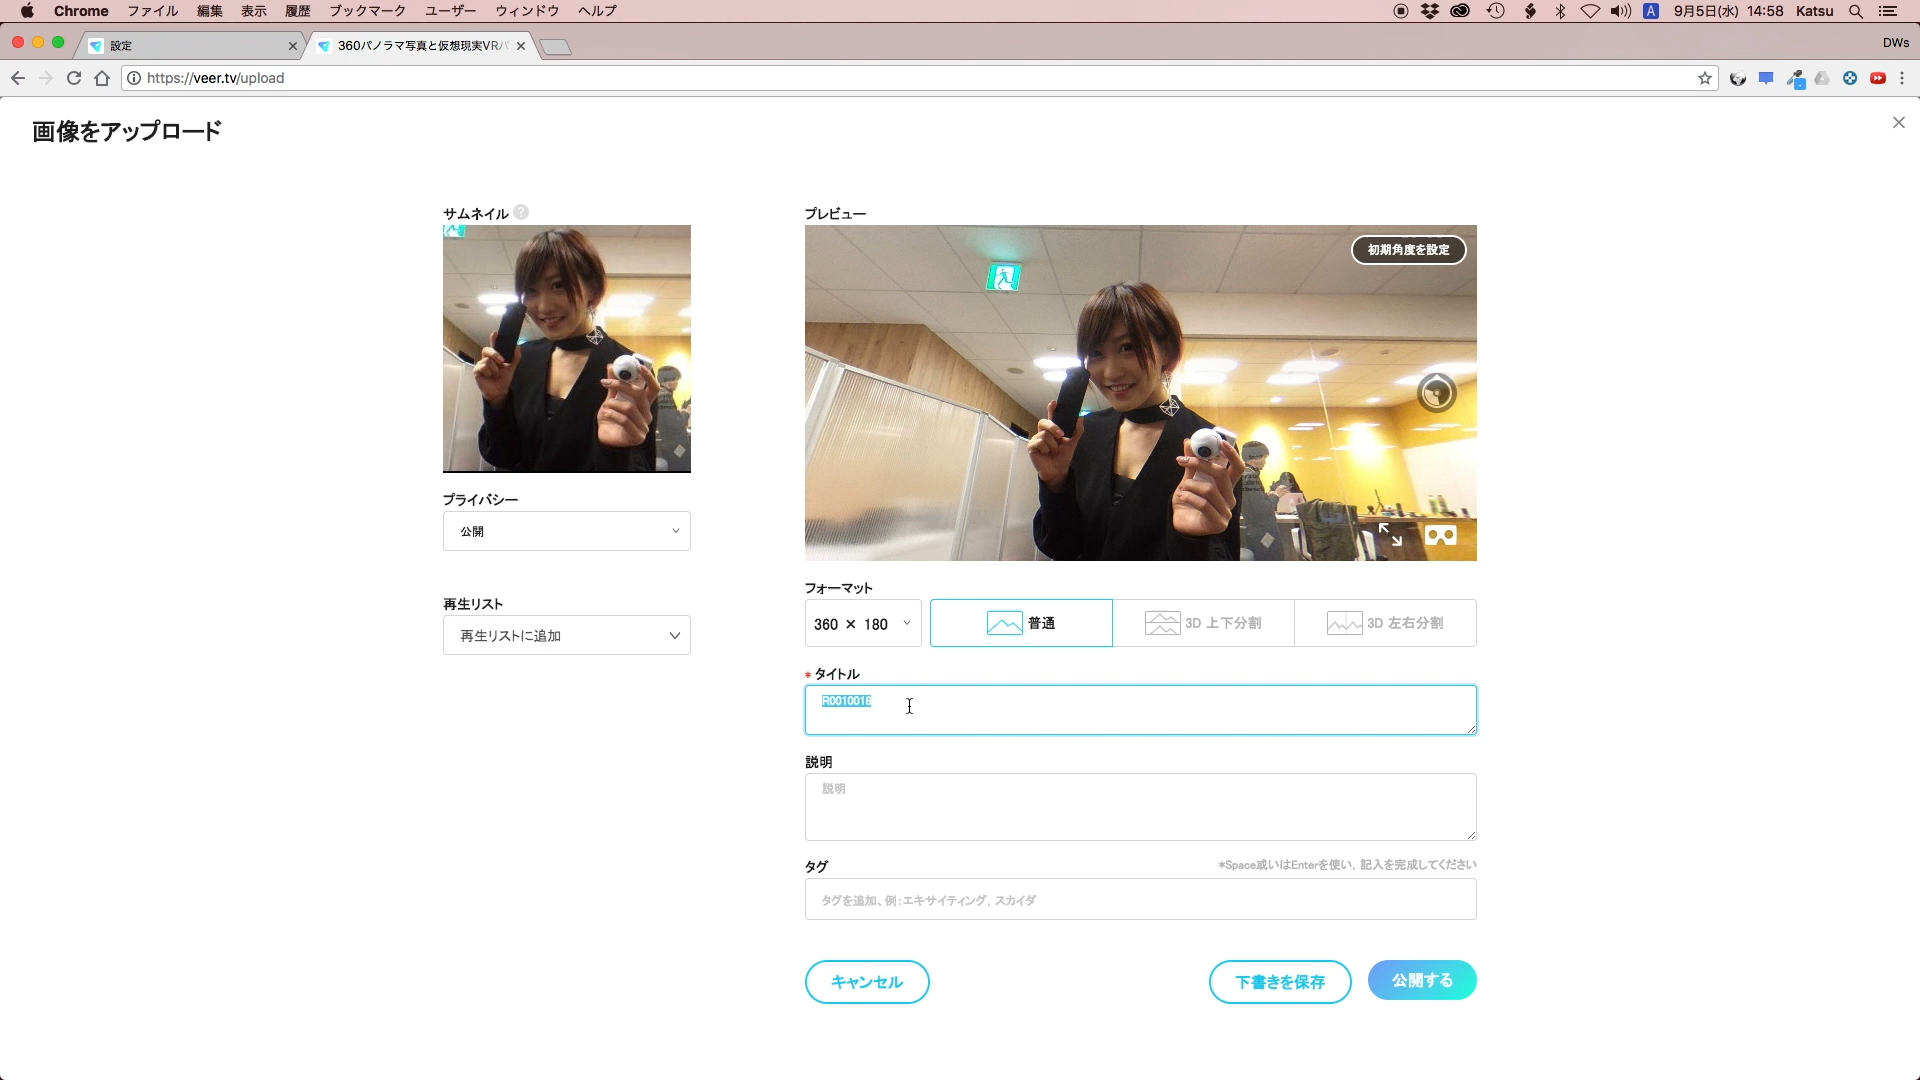 Chrome ファイル 編集 表示 履歴 ブックマーク ユーザー ウィンドウ ヘルプ A 9月5日(水) 14:58 Katsu
設定 360パノラマ写真と仮想現実VRパ DWs
https://veer.tv/upload
画像をアップロード
サムネイル ?
プレビュー
初期角度を設定
プライバシー
公開
フォーマット
360 × 180 普通 3D 上下分割 3D 左右分割
再生リスト
再生リストに追加
* タイトル
R0010018
説明
説明
タグ *Space或いはEnterを使い, 記入を完成してください
タグを追加、例:エキサイティング, スカイダ
キャンセル 下書きを保存 公開する